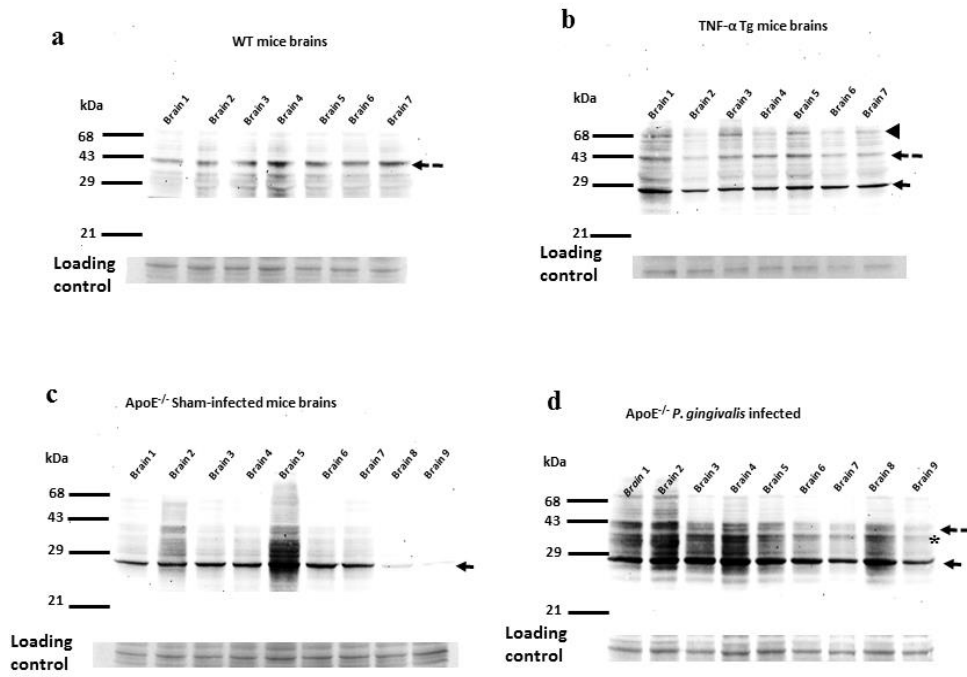 a
WT mice brains
kDa
Brain 1 Brain 2 Brain 3 Brain 4 Brain 5 Brain 6 Brain 7
68
43
29
21
Loading
control
b
TNF-α Tg mice brains
kDa
Brain 1 Brain 2 Brain 3 Brain 4 Brain 5 Brain 6 Brain 7
68
43
29
21
Loading
control
c
ApoE-/- Sham-infected mice brains
kDa
Brain 1 Brain 2 Brain 3 Brain 4 Brain 5 Brain 6 Brain 7 Brain 8 Brain 9
68
43
29
21
Loading
control
d
ApoE-/- P. gingivalis infected
kDa
Brain 1 Brain 2 Brain 3 Brain 4 Brain 5 Brain 6 Brain 7 Brain 8 Brain 9
68
43
*
29
21
Loading
control